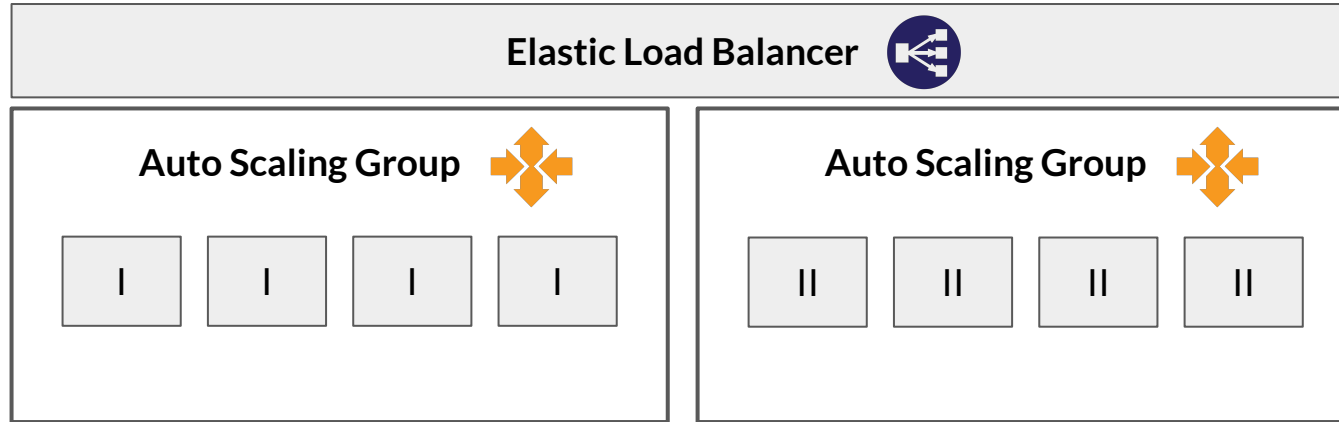 Elastic Load Balancer
Auto Scaling Group
I I I I
Auto Scaling Group
II II II II